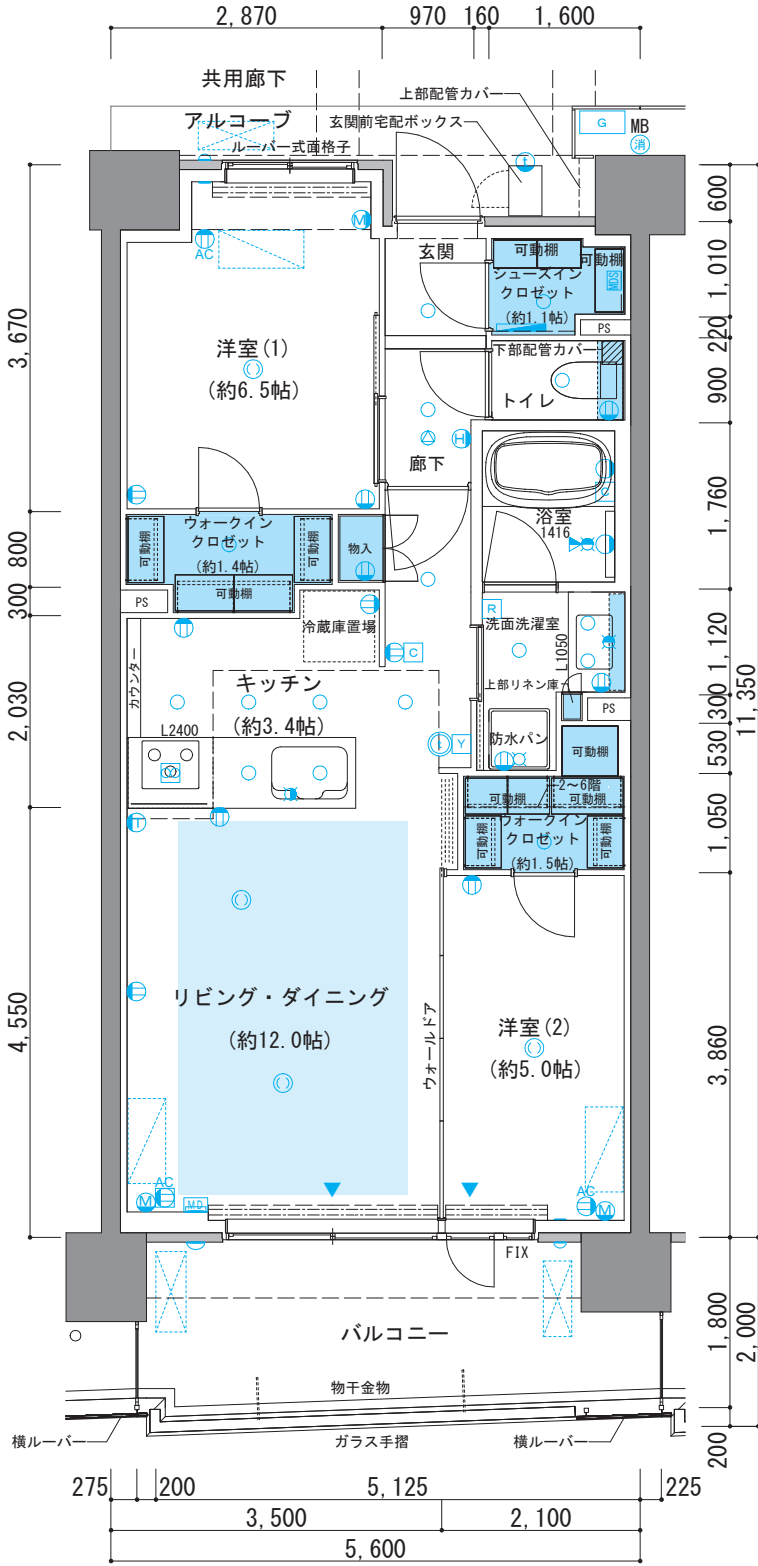 2,870
970
160
1,600
共用廊下
上部配管カバー
アルコーブ
玄関前宅配ボックス
G
MB
消
ルーバー式面格子
t
M
AC
玄関
可動棚
可動棚
シューズイン
クロゼット
(約1.1帖)
SDM
PS
下部配管カバー
洋室(1)
(約6.5帖)
トイレ
H
廊下
C
浴室
1416
ウォークイン
クロゼット
(約1.4帖)
可動棚
可動棚
可動棚
物入
PS
冷蔵庫置場
R
洗面洗濯室
L1050
C
カウンター
キッチン
(約3.4帖)
上部リネン庫
PS
L2400
t
Y
防水パン
可動棚
2~6階
可動棚
可動棚
ウォークイン
クロゼット
(約1.5帖)
可動棚
可動棚
リビング・ダイニング
(約12.0帖)
ウォールドア
洋室(2)
(約5.0帖)
AC
M
MD
AC
M
FIX
バルコニー
物干金物
横ルーバー
ガラス手摺
横ルーバー
3,670
800
300
2,030
4,550
600
1,010
220
900
1,760
1,120
300
530
1,050
3,860
11,350
1,800
2,000
200
275
200
5,125
225
3,500
2,100
5,600